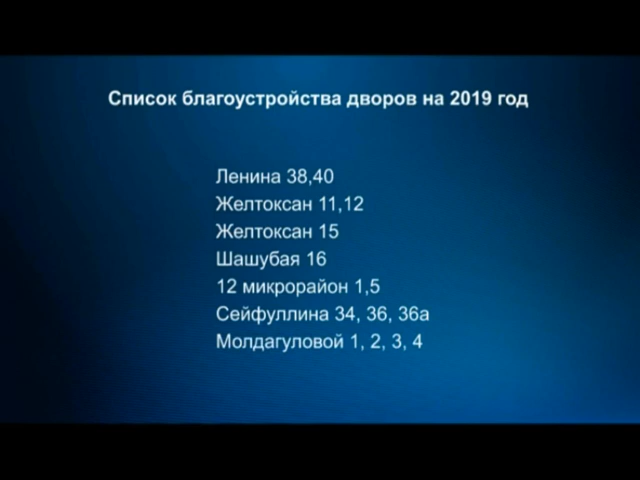 Список благоустройства дворов на 2019 год
Ленина 38,40
Желтоксан 11,12
Желтоксан 15
Шашубая 16
12 микрорайон 1,5
Сейфуллина 34, 36, 36а
Молдагуловой 1, 2, 3, 4